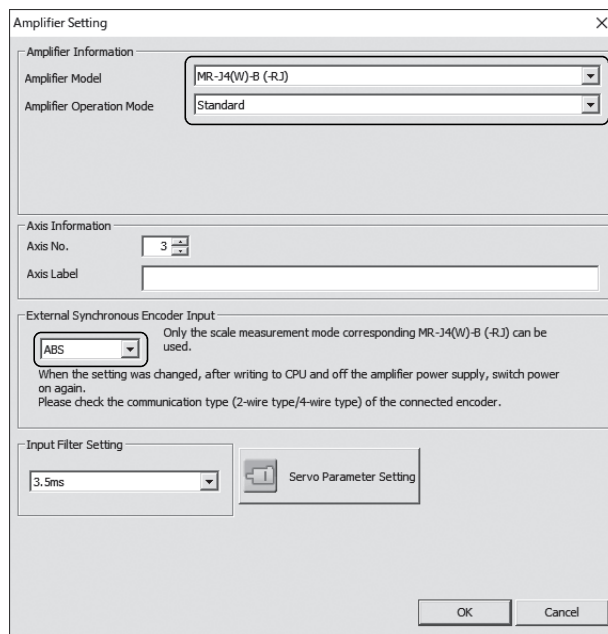 Amplifier Setting
Amplifier Information
Amplifier Model
MR-J4(W)-B (-RJ)
Amplifier Operation Mode
Standard
Axis Information
Axis No.
3
Axis Label
External Synchronous Encoder Input
ABS
Only the scale measurement mode corresponding MR-J4(W)-B (-RJ) can be
used.
When the setting was changed, after writing to CPU and off the amplifier power supply, switch power
on again.
Please check the communication type (2-wire type/4-wire type) of the connected encoder.
Input Filter Setting
3.5ms
Servo Parameter Setting
OK
Cancel